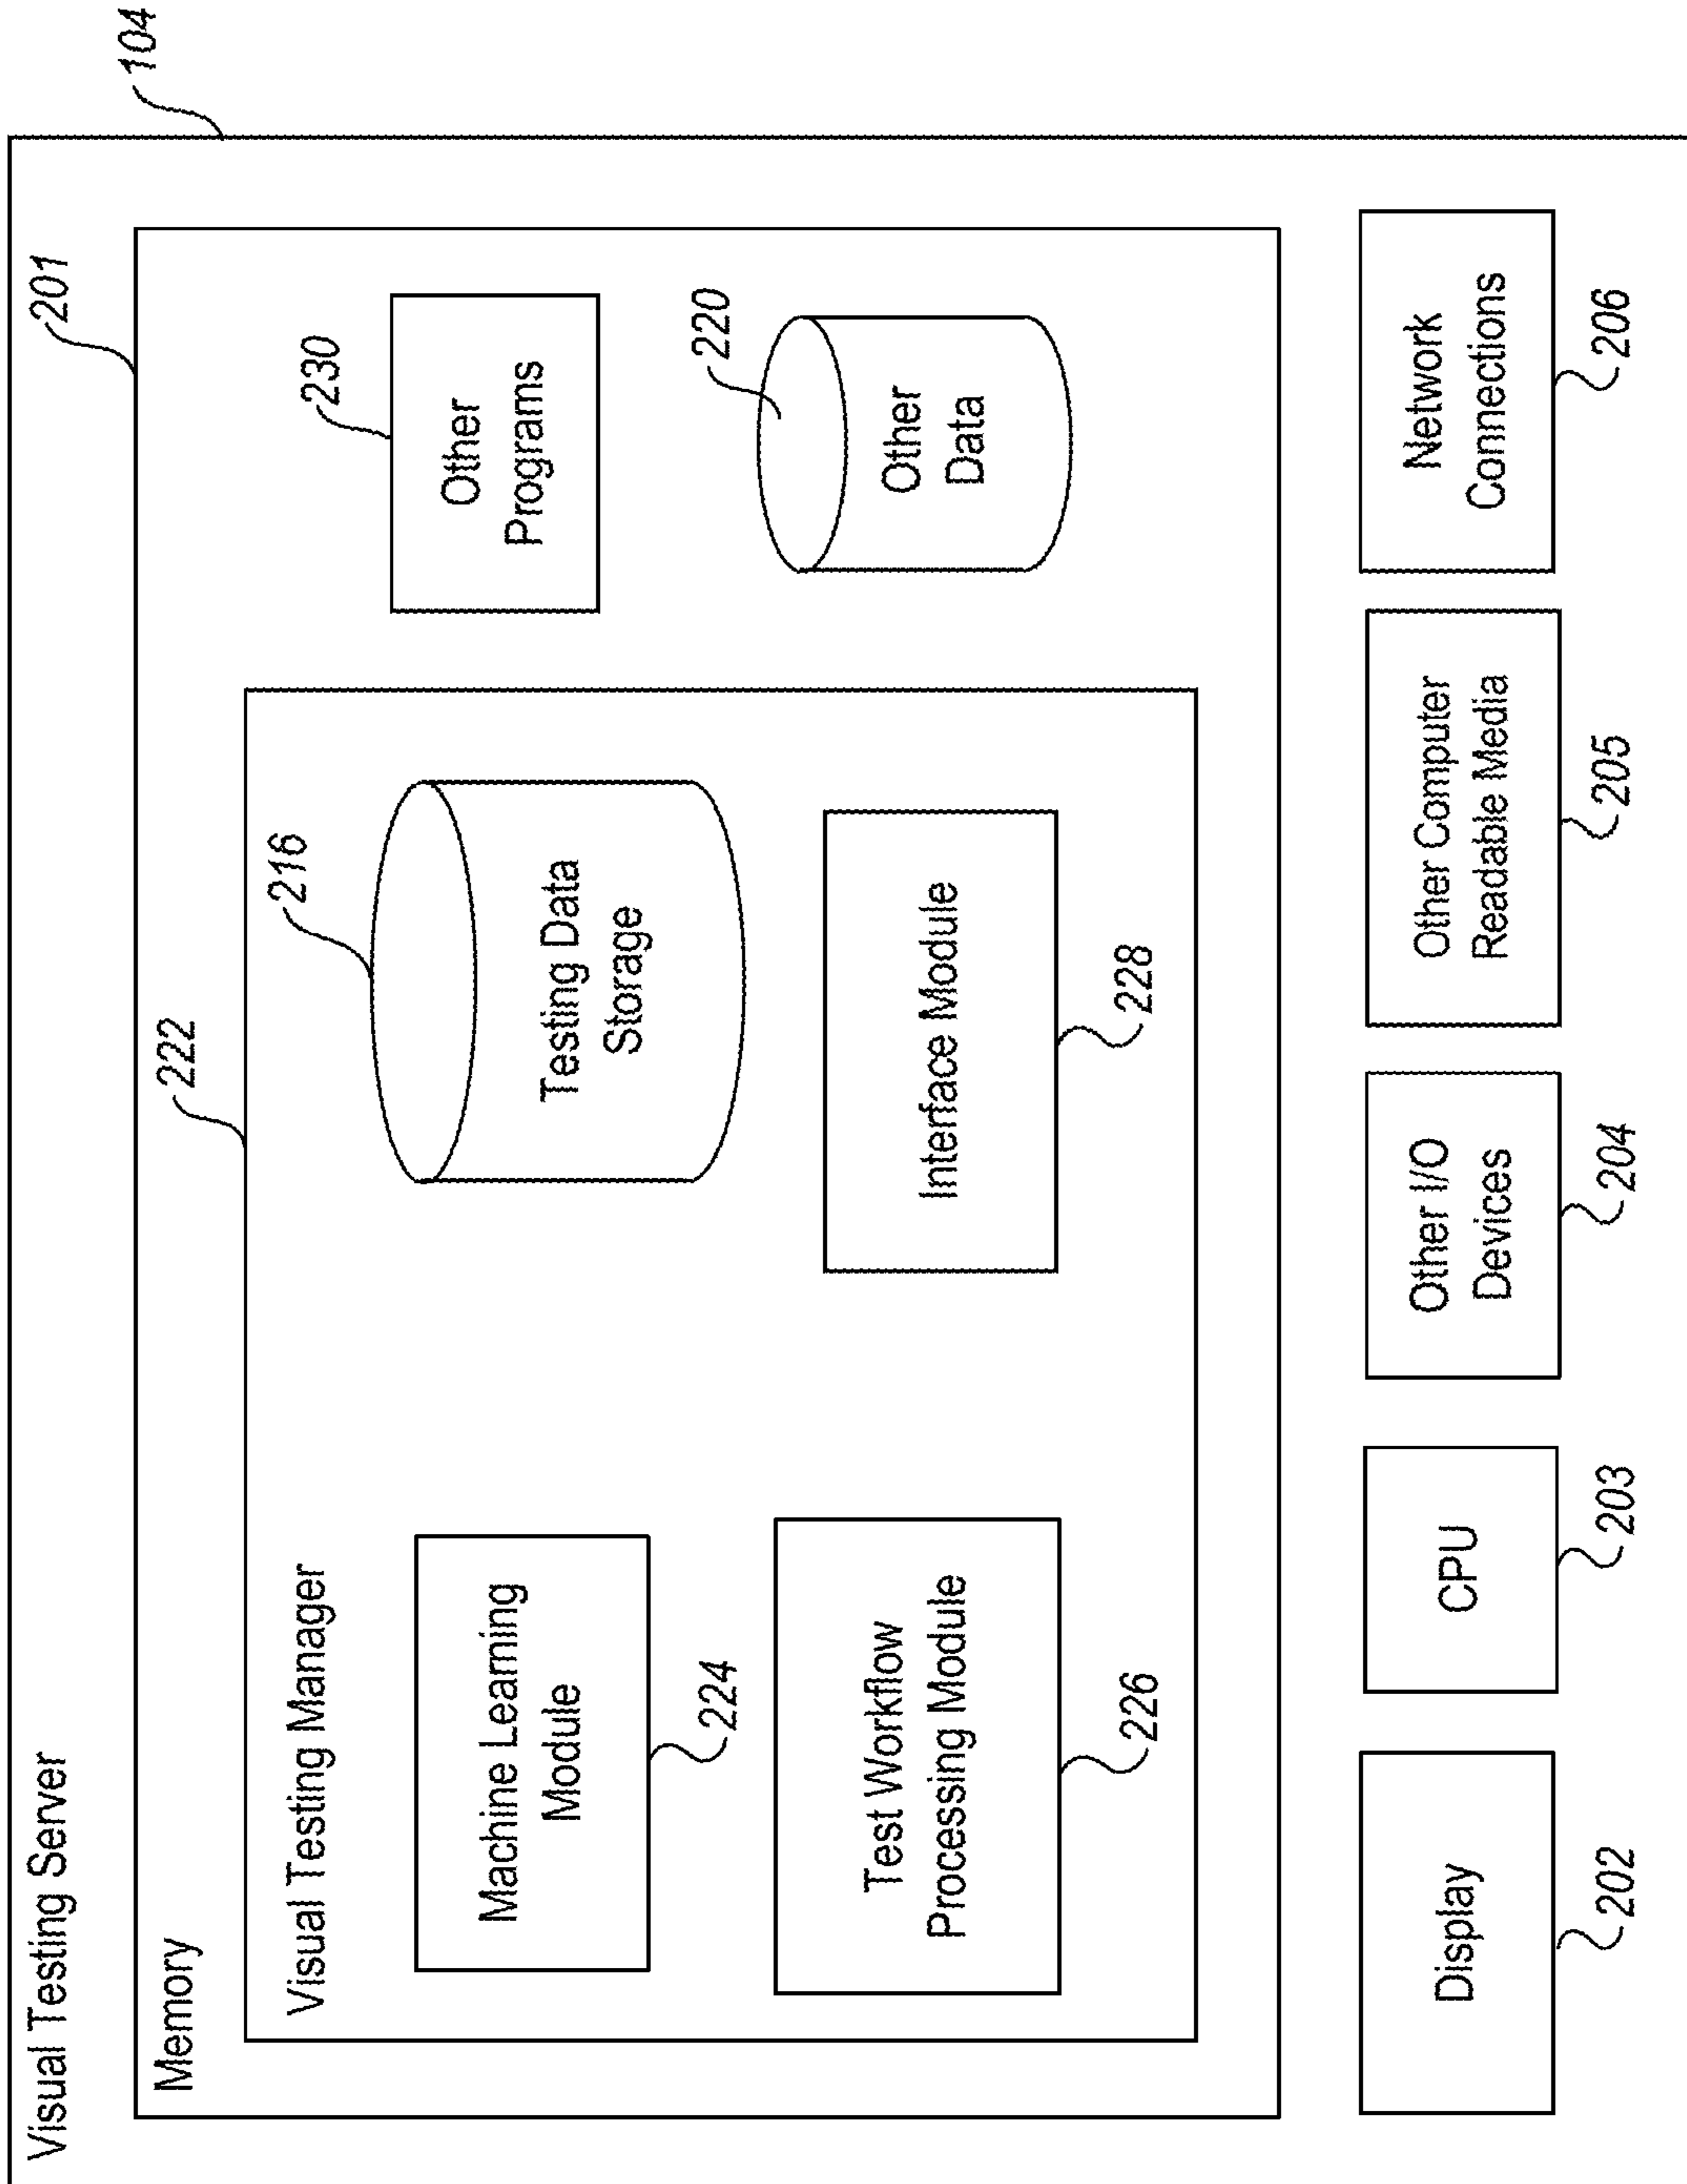 Visual Testing Server
104
Memory
201
Visual Testing Manager
222
Machine Learning
Module
224
216
Testing Data
Storage
230
Other
Programs
Test Workflow
Processing Module
226
Interface Module
228
220
Other
Data
Display
202
CPU
203
Other I/O
Devices
204
Other Computer
Readable Media
205
Network
Connections
206